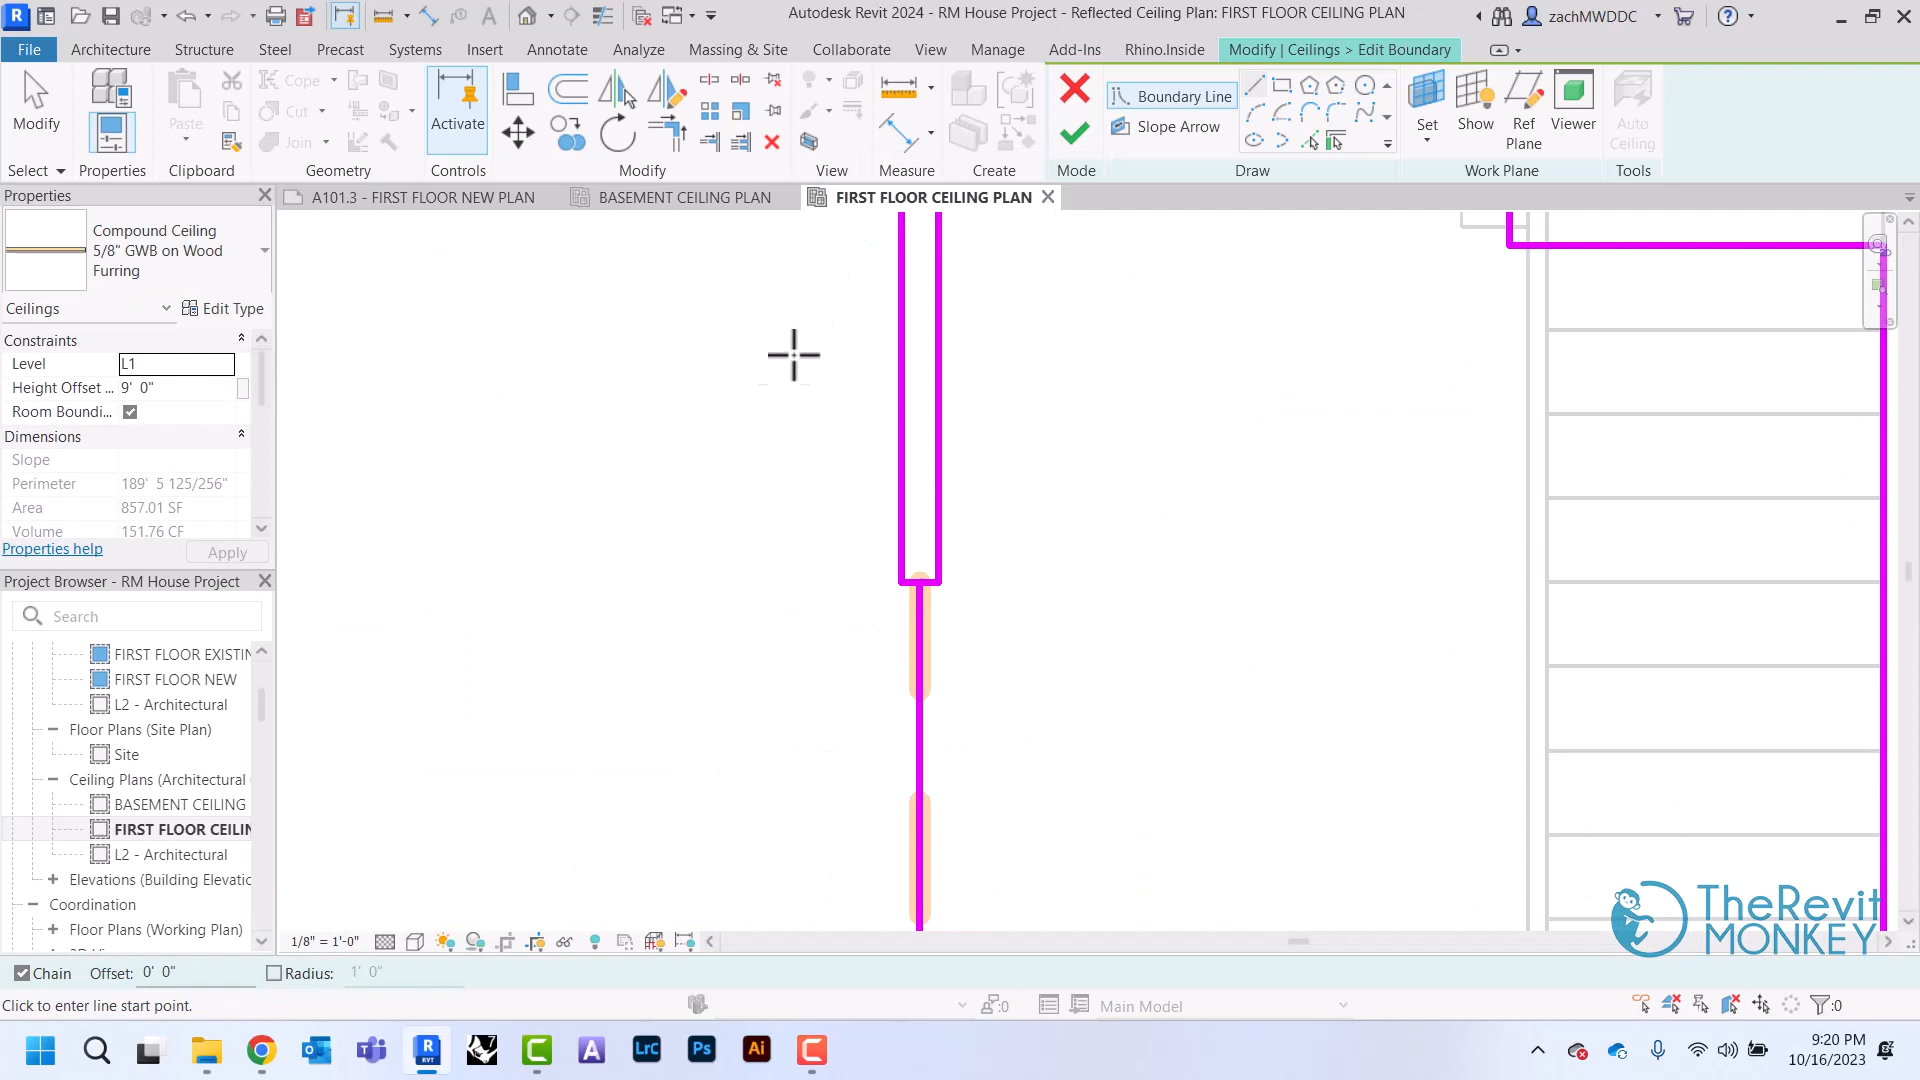 Autodesk Revit 2024 - RM House Project - Reflected Ceiling Plan: FIRST FLOOR CEILING PLAN
zachMWDDC
File Architecture Structure Steel Precast Systems Insert Annotate Analyze Massing & Site Collaborate View Manage Add-Ins Rhino.Inside Modify | Ceilings > Edit Boundary
Modify
Paste
Cope
Cut
Join
Activate
Boundary Line
Slope Arrow
Set
Show
Ref
Plane
Viewer
Auto
Ceiling
Select Properties Clipboard Geometry Controls Modify View Measure Create Mode Draw Work Plane Tools
Properties
A101.3 - FIRST FLOOR NEW PLAN
BASEMENT CEILING PLAN
FIRST FLOOR CEILING PLAN
Compound Ceiling
5/8" GWB on Wood
Furring
Ceilings
Edit Type
Constraints
Level L1
Height Offset ... 9' 0"
Room Boundi...
Dimensions
Slope
Perimeter 189' 5 125/256"
Area 857.01 SF
Volume 151.76 CF
Properties help
Apply
Project Browser - RM House Project
Search
FIRST FLOOR EXISTIN
FIRST FLOOR NEW
L2 - Architectural
Floor Plans (Site Plan)
Site
Ceiling Plans (Architectural
BASEMENT CEILING
FIRST FLOOR CEILIN
L2 - Architectural
Elevations (Building Elevatio
Coordination
Floor Plans (Working Plan)
TheRevit
MONKEY
1/8" = 1'-0"
Chain Offset: 0' 0" Radius: 1' 0"
Click to enter line start point.
:0
Main Model
:0
R
RVT
7
C
A
LrC
Ps
Ai
C
9:20 PM
10/16/2023